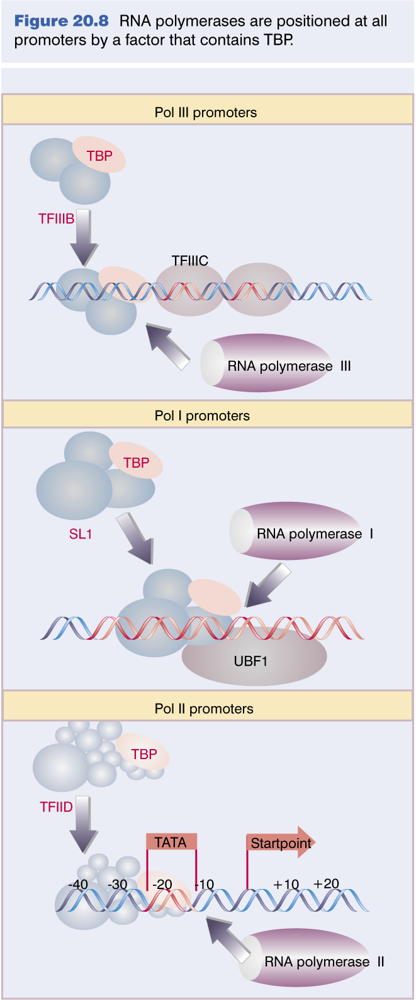 Figure 20.8 RNA polymerases are positioned at all
promoters by a factor that contains TBP.
Pol III promoters
TBP
TFIIIB
TFIIIC
RNA polymerase III
Pol I promoters
TBP
SL1
RNA polymerase I
UBF1
Pol II promoters
TBP
TFIID
TATA
Startpoint
-40 -30 -20 -10 +10 +20
RNA polymerase II